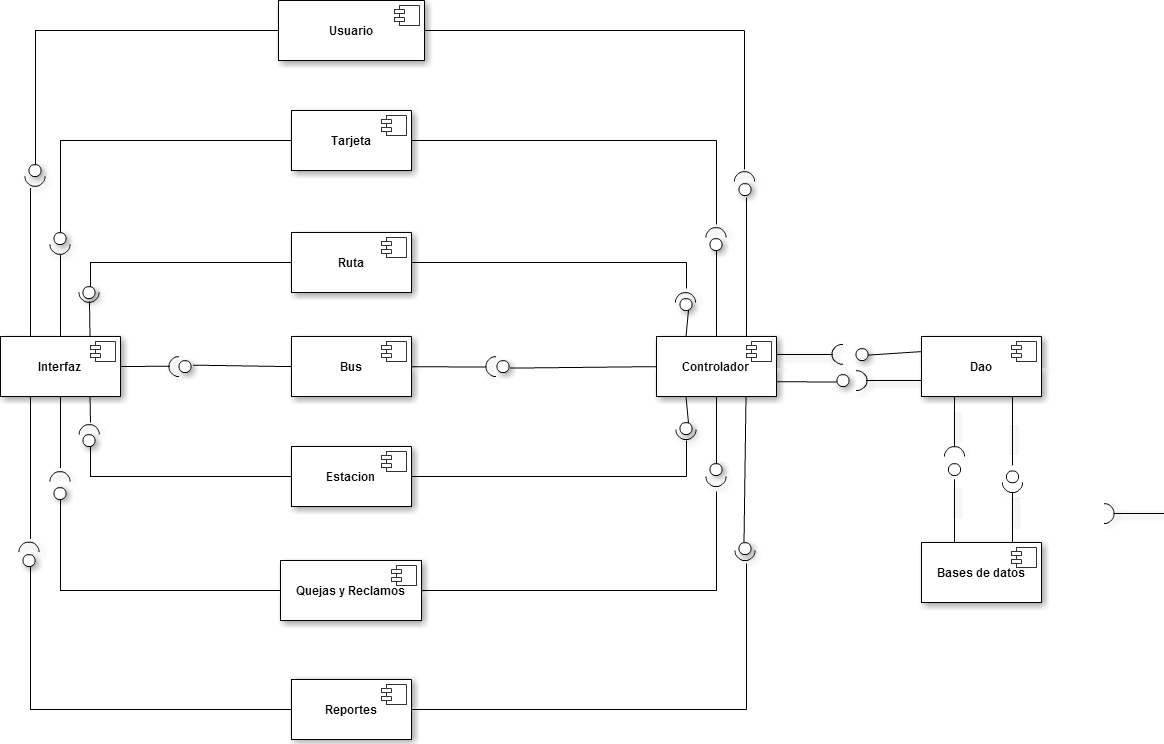 Usuario
Tarjeta
Ruta
Interfaz
Bus
Controlador
Dao
Estacion
Bases de datos
Quejas y Reclamos
Reportes